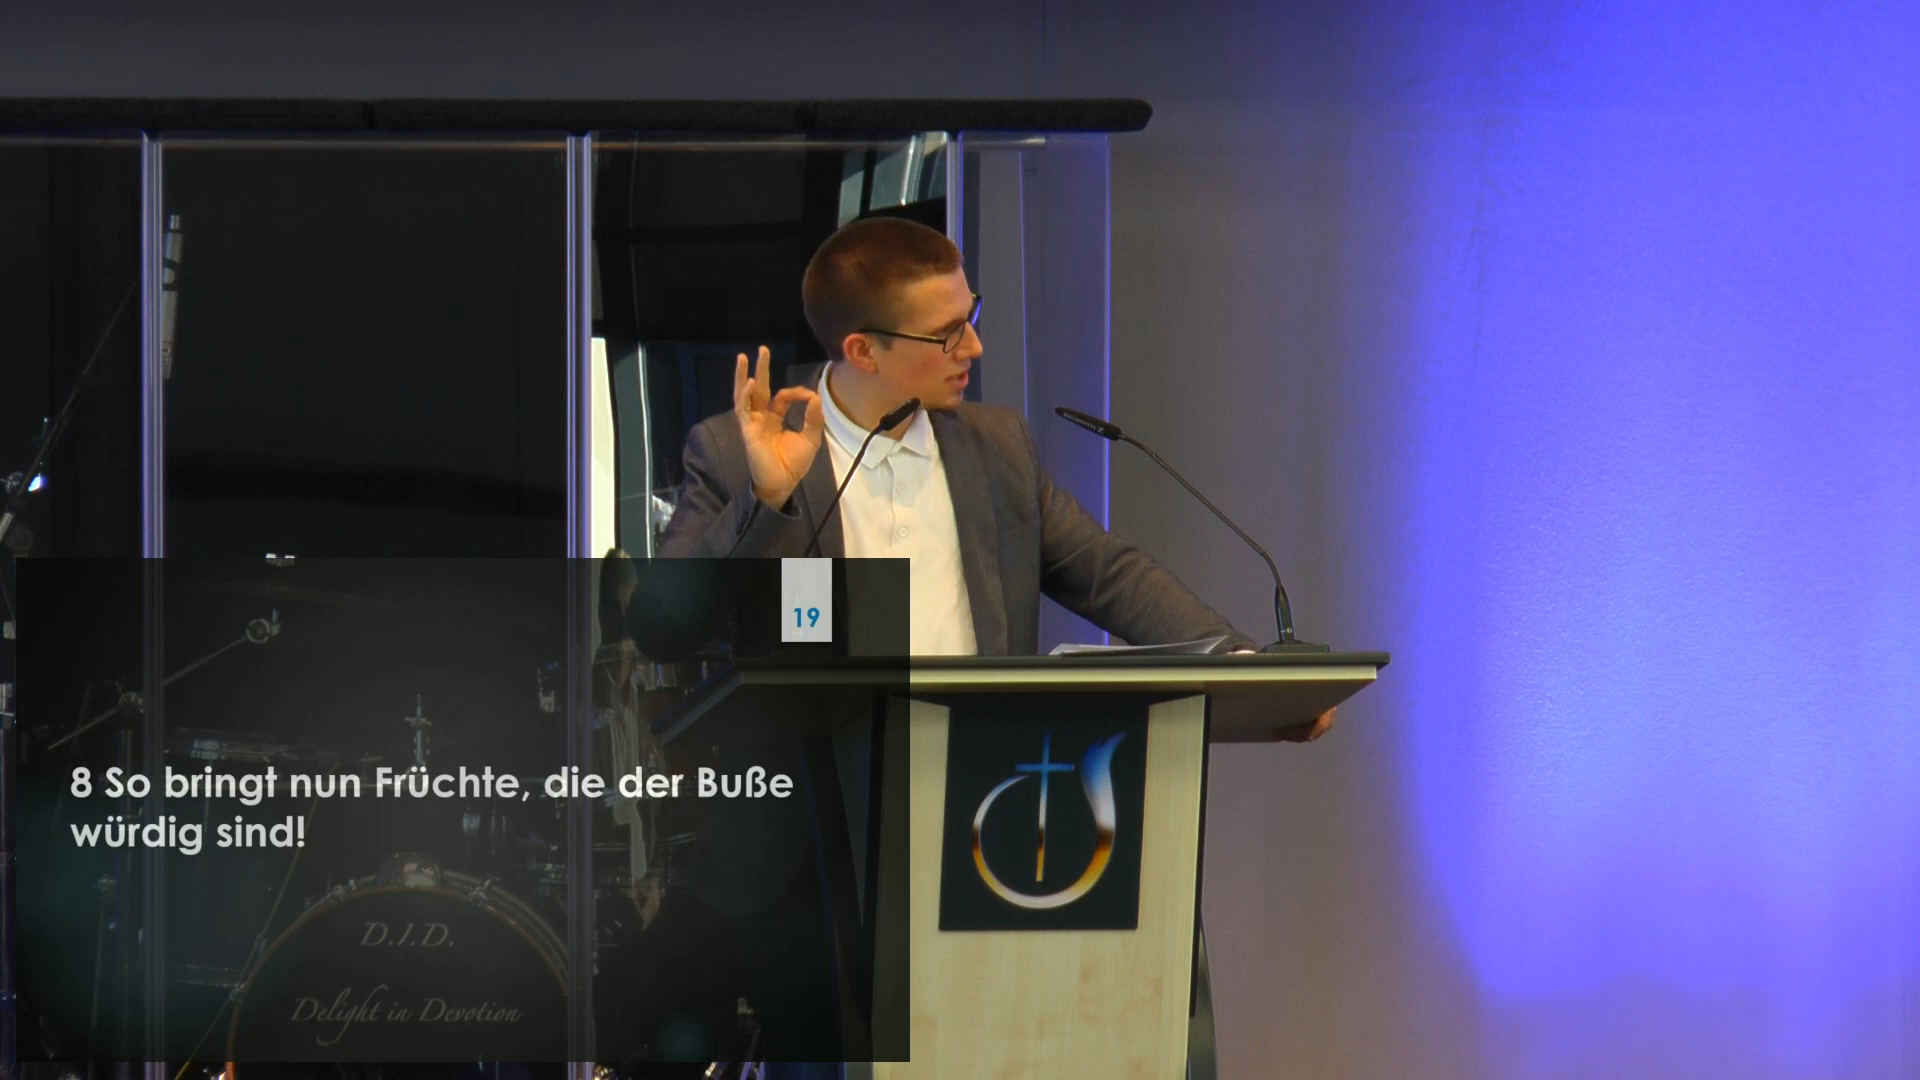 19
8 So bringt nun Früchte, die der Buße
würdig sind!
D.I.D.
Delight in Devotion